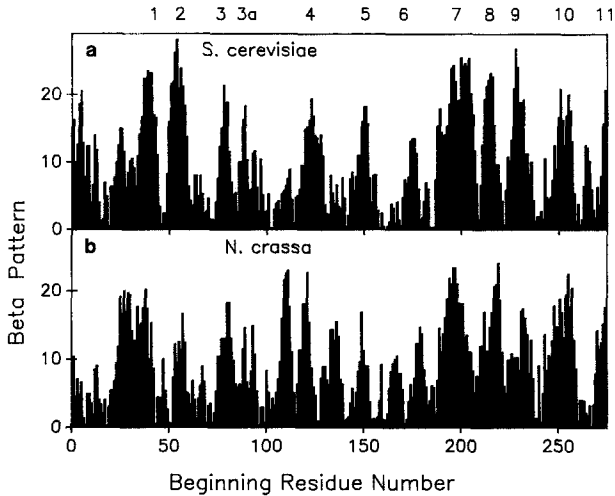 1 2 3 3a 4 5 6 7 8 9 10 11
a S. cerevisiae
20
10
0
b N. crassa
20
10
0
0 50 100 150 200 250
Beta Pattern
Beginning Residue Number